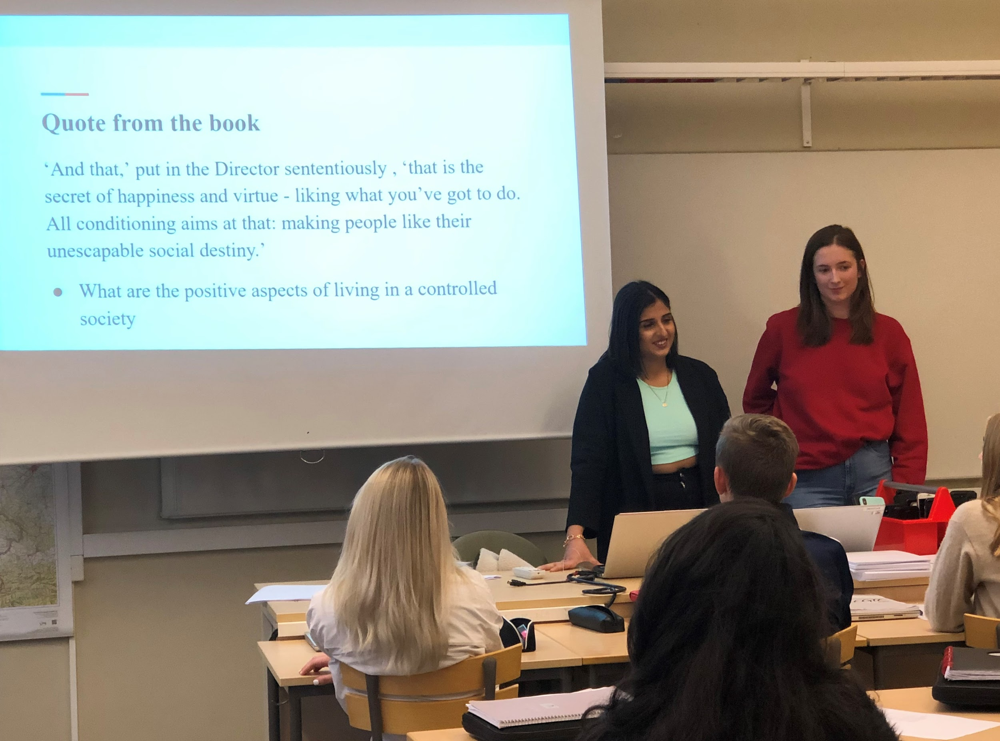 Quote from the book
‘And that,’ put in the Director sententiously , ‘that is the
secret of happiness and virtue - liking what you’ve got to do.
All conditioning aims at that: making people like their
unescapable social destiny.’
● What are the positive aspects of living in a controlled
society